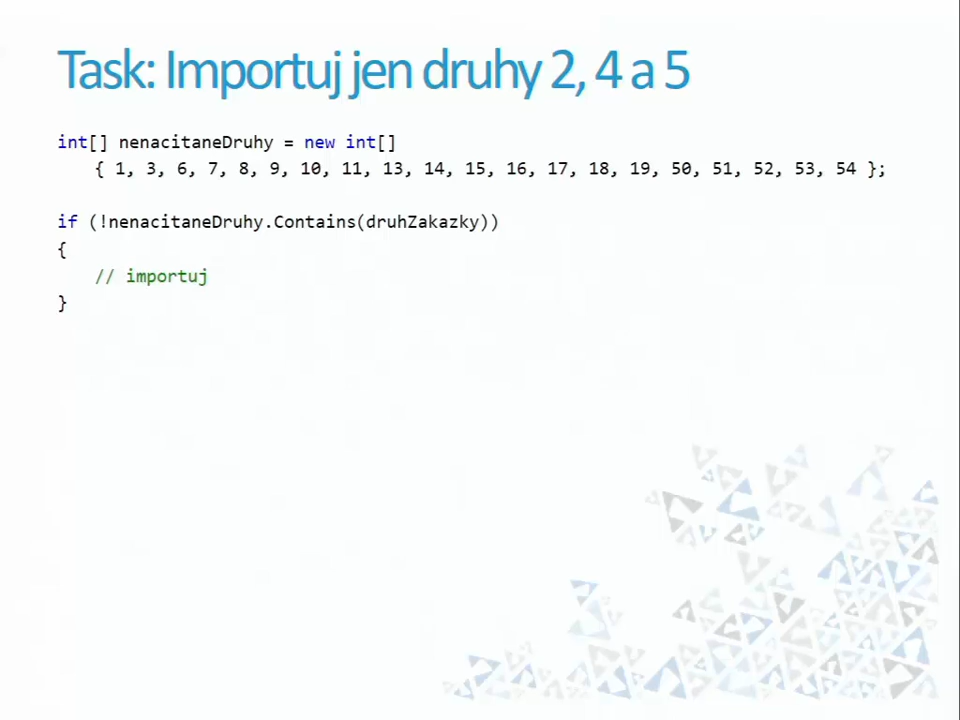 Task: Importuj jen druhy 2, 4 a 5
int[] nenacitaneDruhy = new int[]
{ 1, 3, 6, 7, 8, 9, 10, 11, 13, 14, 15, 16, 17, 18, 19, 50, 51, 52, 53, 54 };
if (!nenacitaneDruhy.Contains(druhZakazky))
{
// importuj
}